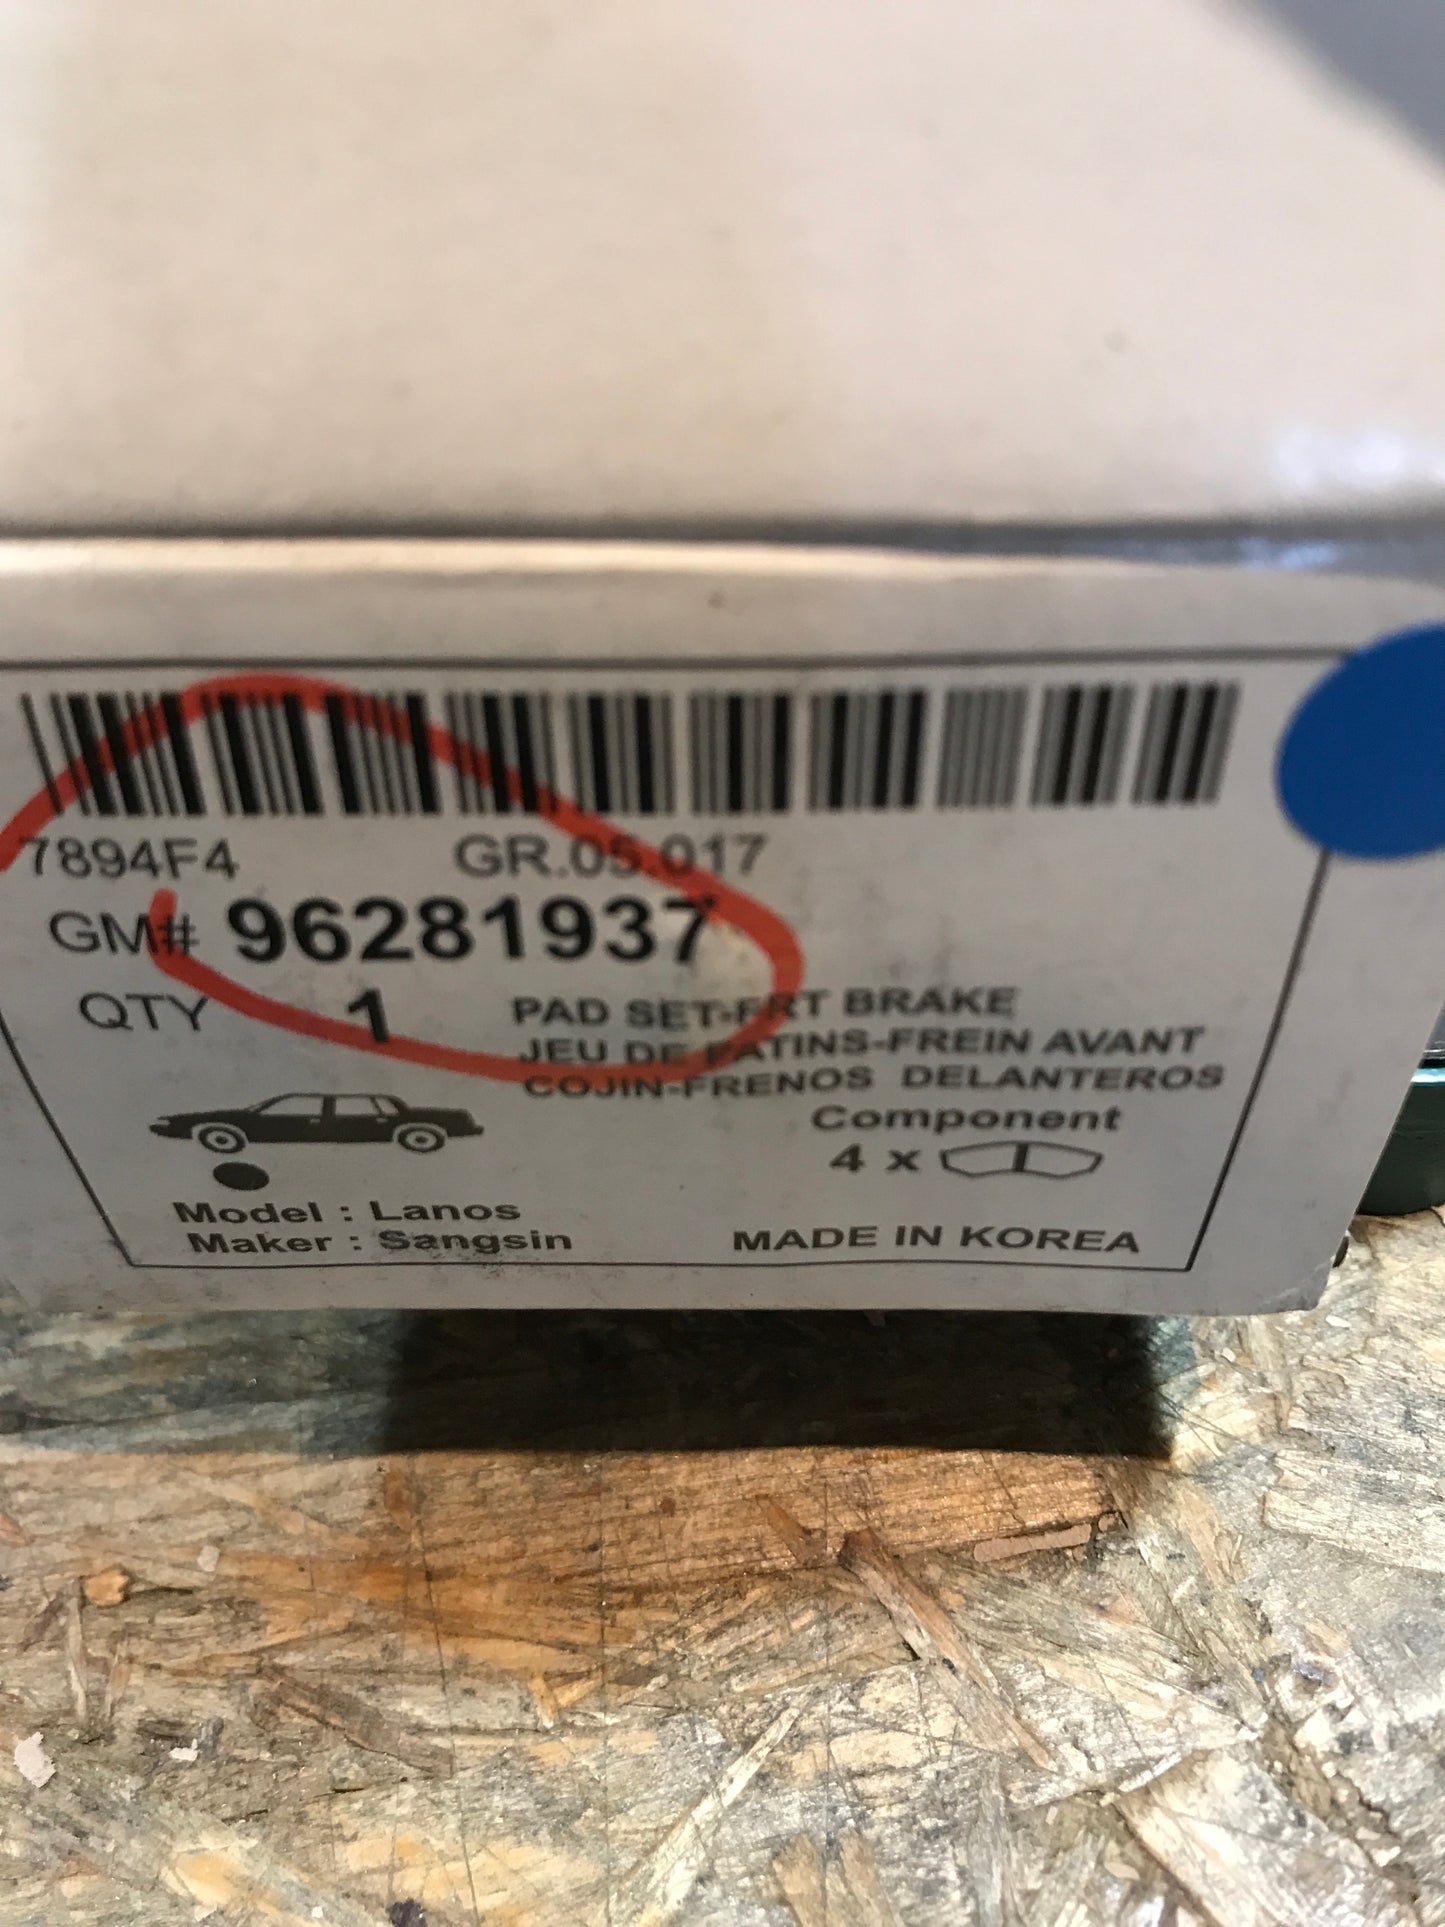 7894F4 GR.05.017
GM# 96281937
QTY 1 PAD SET-FRT BRAKE
JEU DE PATINS-FREIN AVANT
COJIN-FRENOS DELANTEROS
Component
4 x
Model : Lanos
Maker : Sangsin MADE IN KOREA